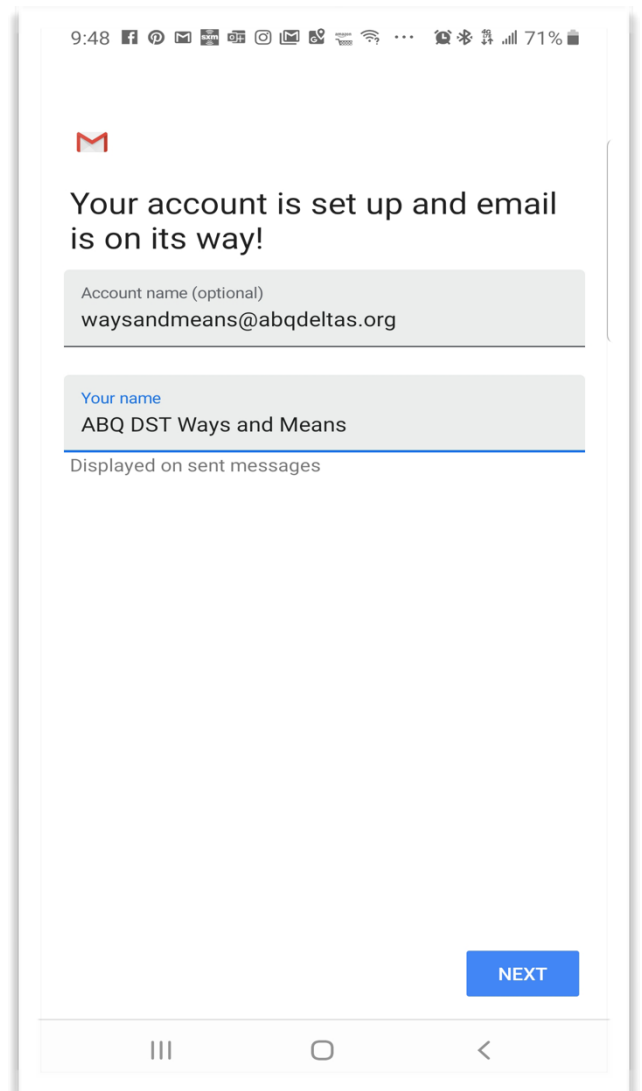 9:48 71%
Your account is set up and email
is on its way!
Account name (optional)
waysandmeans@abqdeltas.org
Your name
ABQ DST Ways and Means
Displayed on sent messages
NEXT